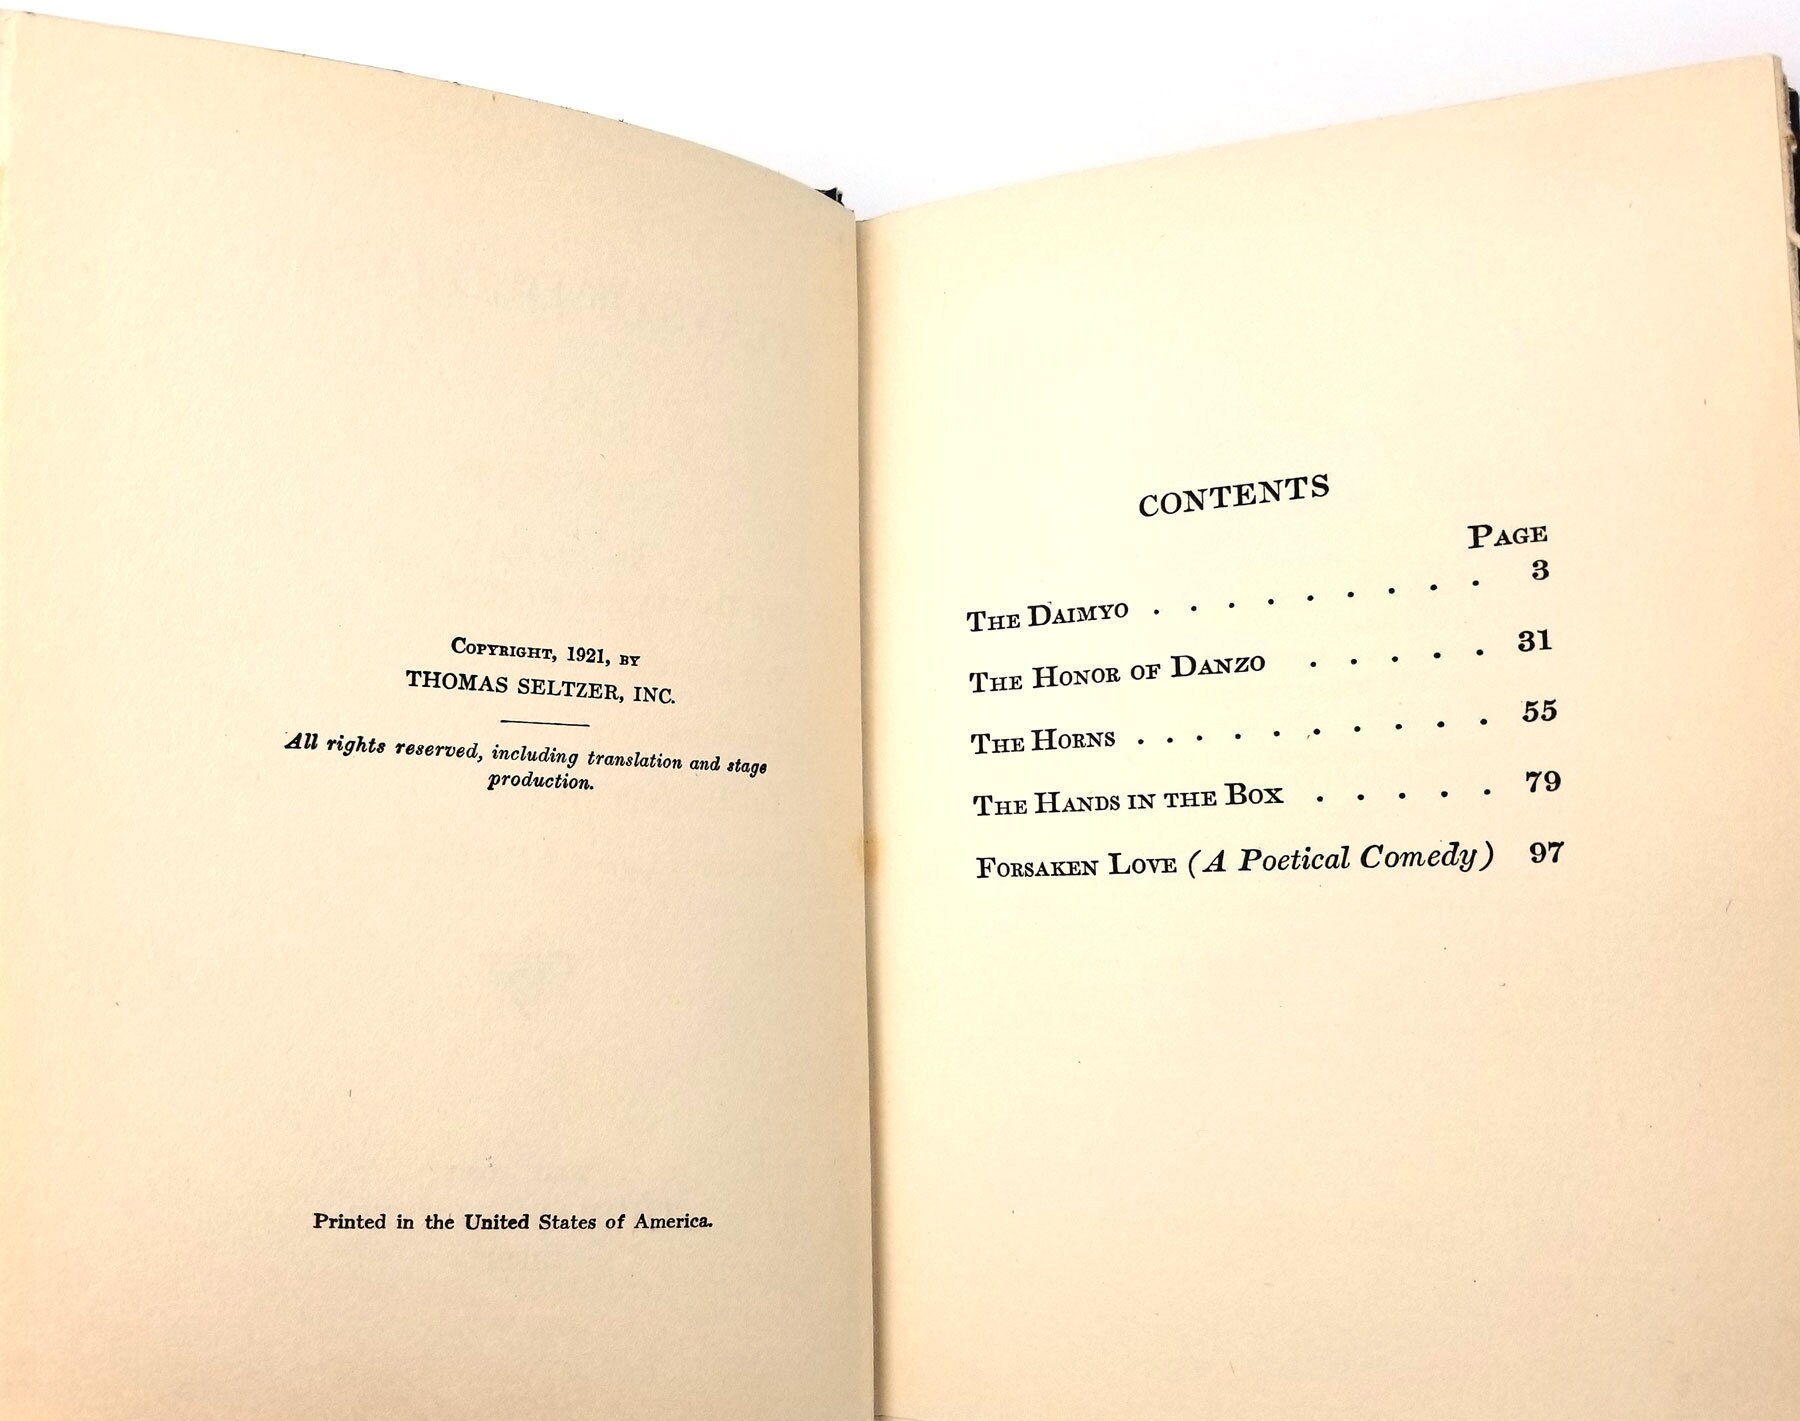 Copyright, 1921, by
THOMAS SELTZER, INC.
All rights reserved, including translation and stage
production.
Printed in the United States of America.
CONTENTS
Page
The Daimyo . . . . . . . . . 3
The Honor of Danzo . . . . . 31
The Horns . . . . . . . . . 55
The Hands in the Box . . . . . 79
Forsaken Love (A Poetical Comedy) 97